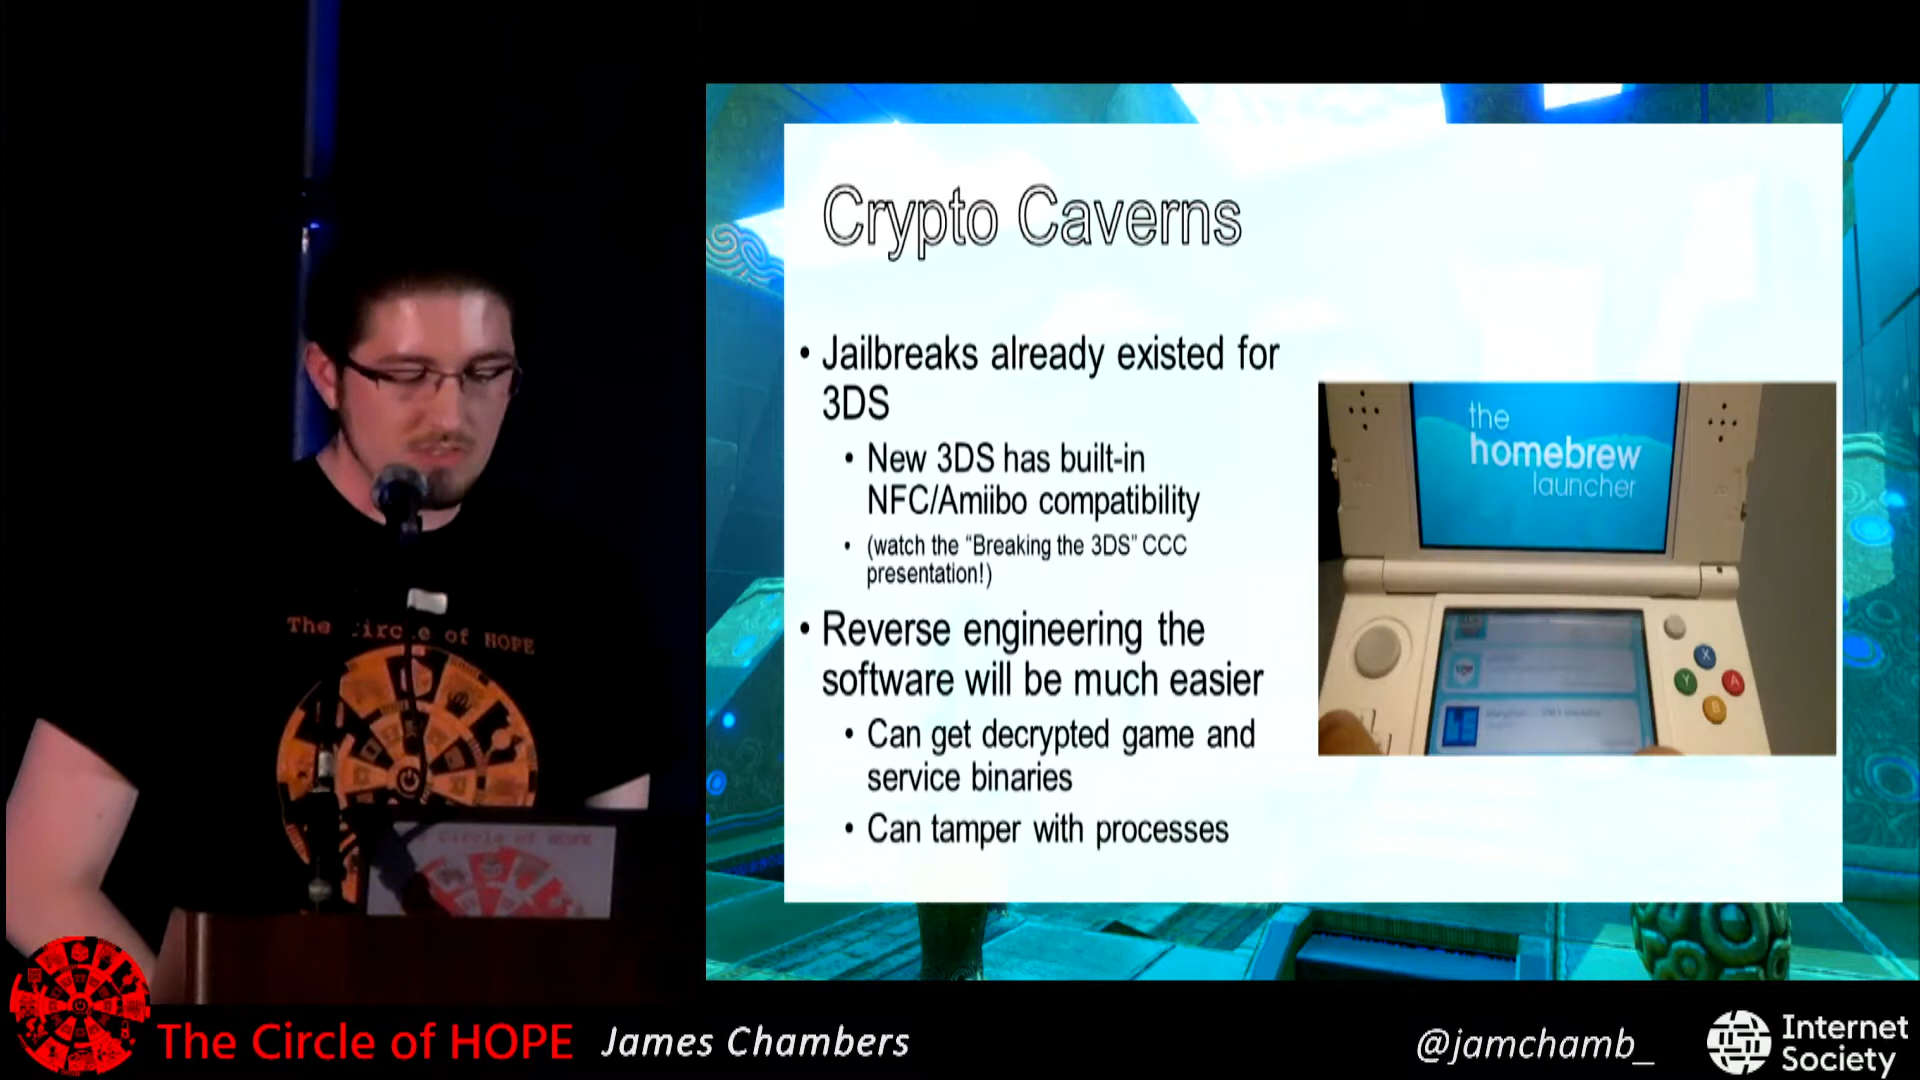 Crypto Caverns
• Jailbreaks already existed for
3DS
• New 3DS has built-in
NFC/Amiibo compatibility
• (watch the “Breaking the 3DS” CCC
presentation!)
• Reverse engineering the
software will be much easier
• Can get decrypted game and
service binaries
• Can tamper with processes
the
homebrew
launcher
X
Y
A
B
The Circle of HOPE
Circle of HOPE
The Circle of HOPE
James Chambers
@jamchamb_
Internet
Society